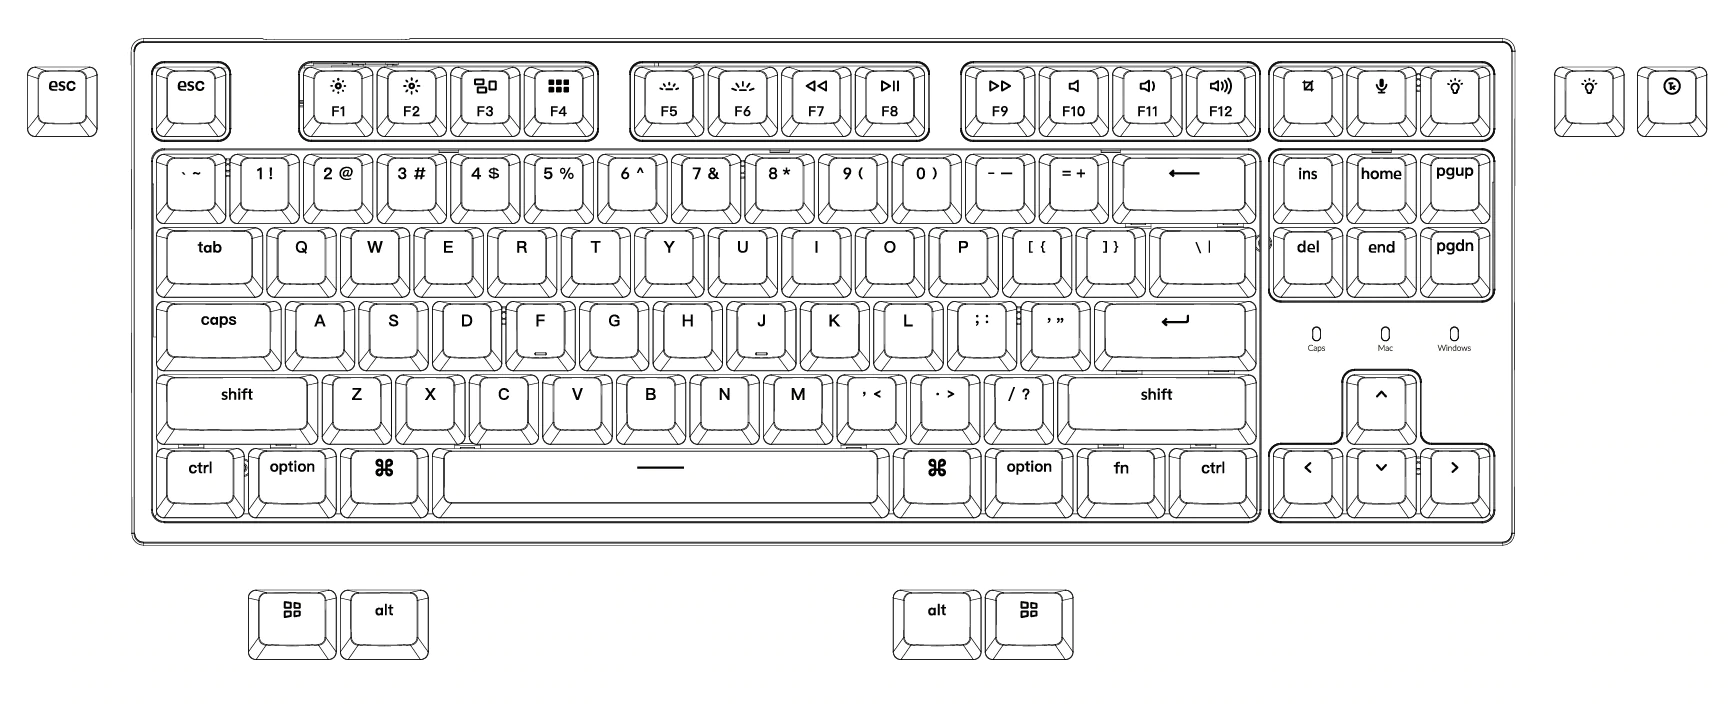 esc esc F1 F2 F3 F4 F5 F6 F7 F8 F9 F10 F11 F12
` ~ 1 ! 2 @ 3 # 4 $ 5 % 6 ^ 7 & 8 * 9 ( 0 ) - — = + ← ins home pgup
tab Q W E R T Y U I O P [ { ] } \ | del end pgdn
caps A S D F G H J K L ; : ' " ↵
Caps Mac Windows
shift Z X C V B N M , < . > / ? shift ^
ctrl option ⌘ — ⌘ option fn ctrl < ⌄ >
alt alt